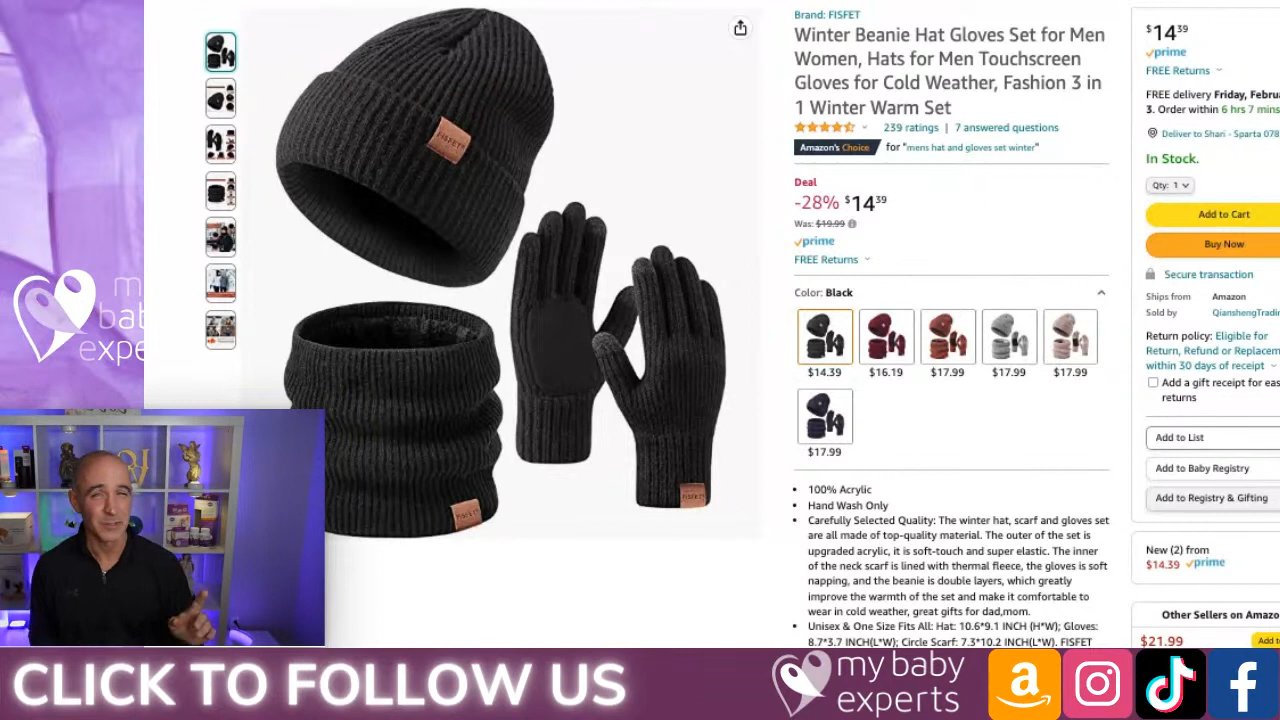 Brand: FISFET
Winter Beanie Hat Gloves Set for Men
Women, Hats for Men Touchscreen
Gloves for Cold Weather, Fashion 3 in
1 Winter Warm Set
239 ratings | 7 answered questions
Amazon's Choice for "mens hat and gloves set winter"
Deal
-28% $14 39
Was: $19.99
prime
FREE Returns
Color: Black
$14.39 $16.19 $17.99 $17.99 $17.99
$17.99
• 100% Acrylic
• Hand Wash Only
• Carefully Selected Quality: The winter hat, scarf and gloves set
are all made of top-quality material. The outer of the set is
upgraded acrylic, it is soft-touch and super elastic. The inner
of the neck scarf is lined with thermal fleece, the gloves is soft
napping, and the beanie is double layers, which greatly
improve the warmth of the set and make it comfortable to
wear in cold weather, great gifts for dad,mom.
• Unisex & One Size Fits All: Hat: 10.6*9.1 INCH (H*W); Gloves:
8.7*3.7 INCH(L*W); Circle Scarf: 7.3*10.2 INCH(L*W). FISFET
$14 39
prime
FREE Returns
FREE delivery Friday, Februa
3. Order within 6 hrs 7 mins
Deliver to Shari - Sparta 078
In Stock.
Qty: 1
Add to Cart
Buy Now
Secure transaction
Ships from Amazon
Sold by QianshengTradin
Return policy: Eligible for
Return, Refund or Replacem
within 30 days of receipt
Add a gift receipt for eas
returns
Add to List
Add to Baby Registry
Add to Registry & Gifting
New (2) from
$14.39 prime
Other Sellers on Amazo
$21.99 Add to
FISFET
FISFET
FISFET
my
bab
expe
CLICK TO FOLLOW US
my baby
experts